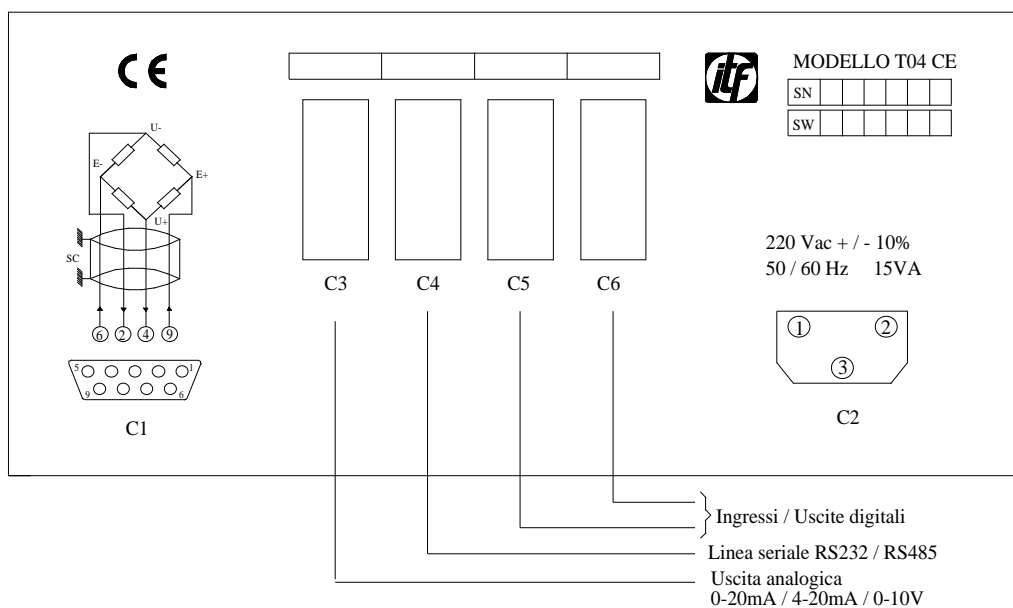 CE
itf
MODELLO T04 CE
SN
SW
U-
E-
E+
U+
SC
6 2 4 9
5 1
9 6
C1
C3 C4 C5 C6
220 Vac + / - 10%
50 / 60 Hz 15VA
1 2
3
C2
Ingressi / Uscite digitali
Linea seriale RS232 / RS485
Uscita analogica
0-20mA / 4-20mA / 0-10V